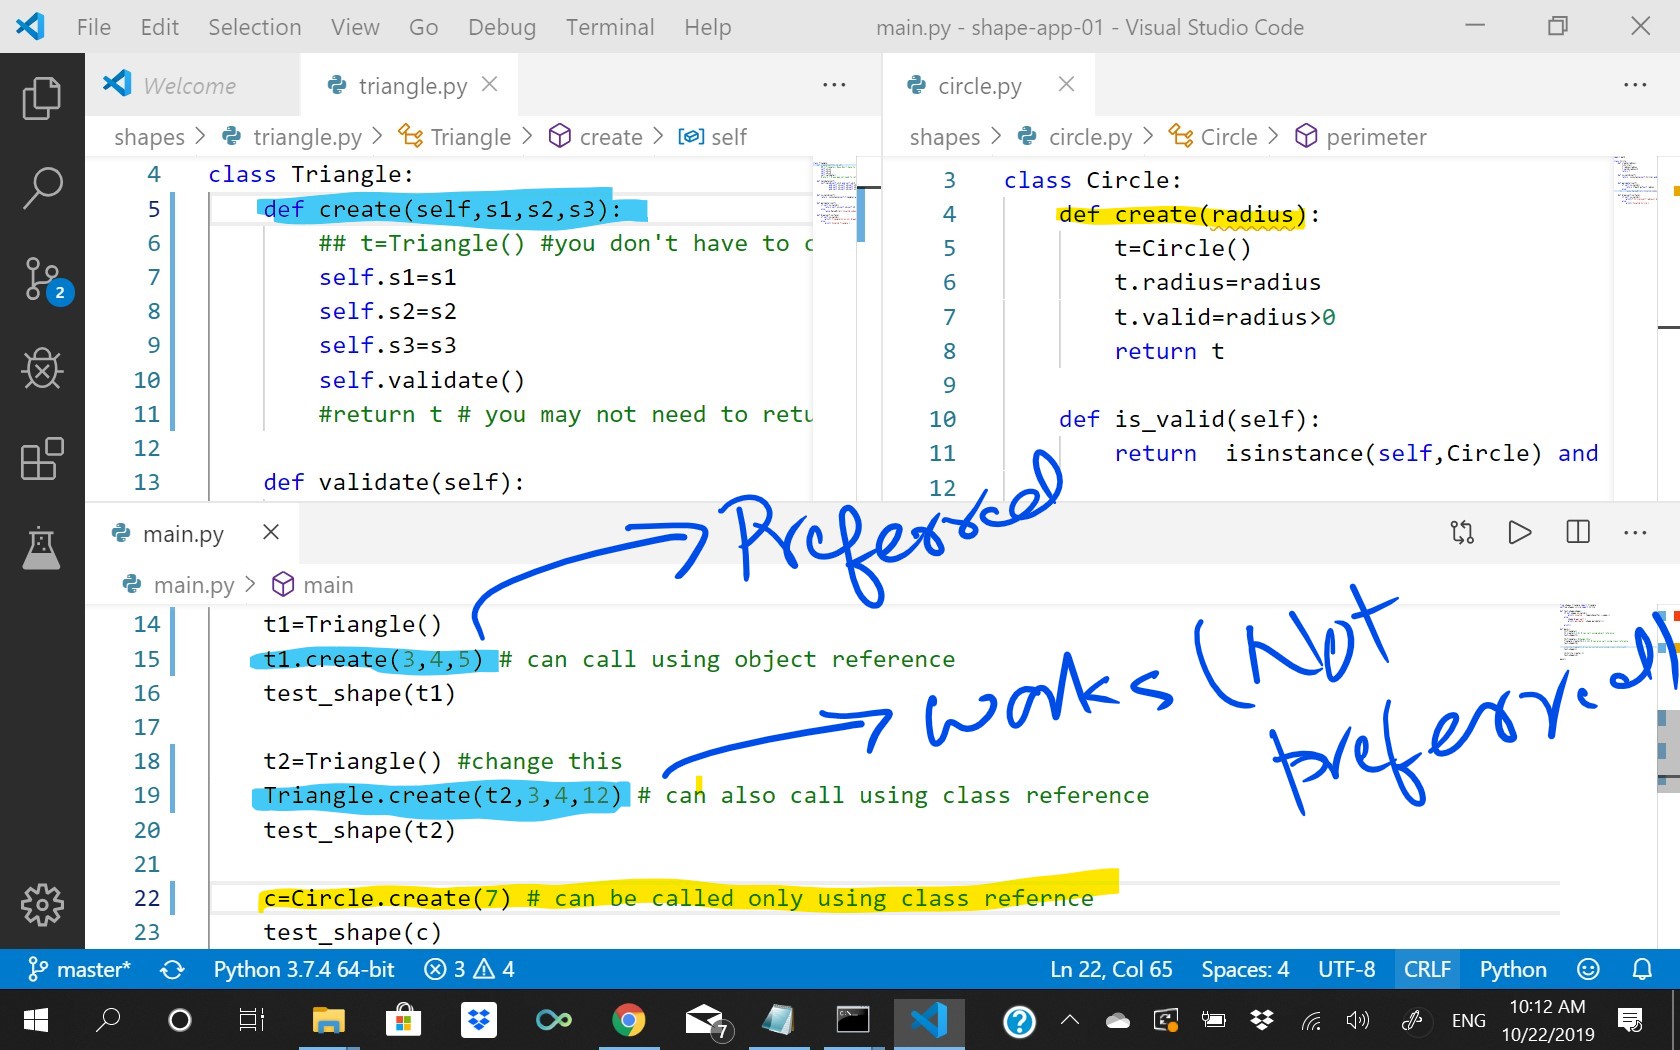 File Edit Selection View Go Debug Terminal Help main.py - shape-app-01 - Visual Studio Code
Welcome triangle.py
shapes > triangle.py > Triangle > create > self
4 class Triangle:
5 def create(self,s1,s2,s3):
6 ## t=Triangle() #you don't have to c
7 self.s1=s1
8 self.s2=s2
9 self.s3=s3
10 self.validate()
11 #return t # you may not need to retu
12
13 def validate(self):
circle.py
shapes > circle.py > Circle > perimeter
3 class Circle:
4 def create(radius):
5 t=Circle()
6 t.radius=radius
7 t.valid=radius>0
8 return t
9
10 def is_valid(self):
11 return isinstance(self,Circle) and
12
Preferred
main.py
main.py > main
14 t1=Triangle()
15 t1.create(3,4,5) # can call using object reference
16 test_shape(t1)
17
18 t2=Triangle() #change this
19 Triangle.create(t2,3,4,12) # can also call using class reference
20 test_shape(t2)
21
22 c=Circle.create(7) # can be called only using class refernce
23 test_shape(c)
works (Not
preferred)
2
master* Python 3.7.4 64-bit 3 4 Ln 22, Col 65 Spaces: 4 UTF-8 CRLF Python
7 ENG 10:12 AM
10/22/2019